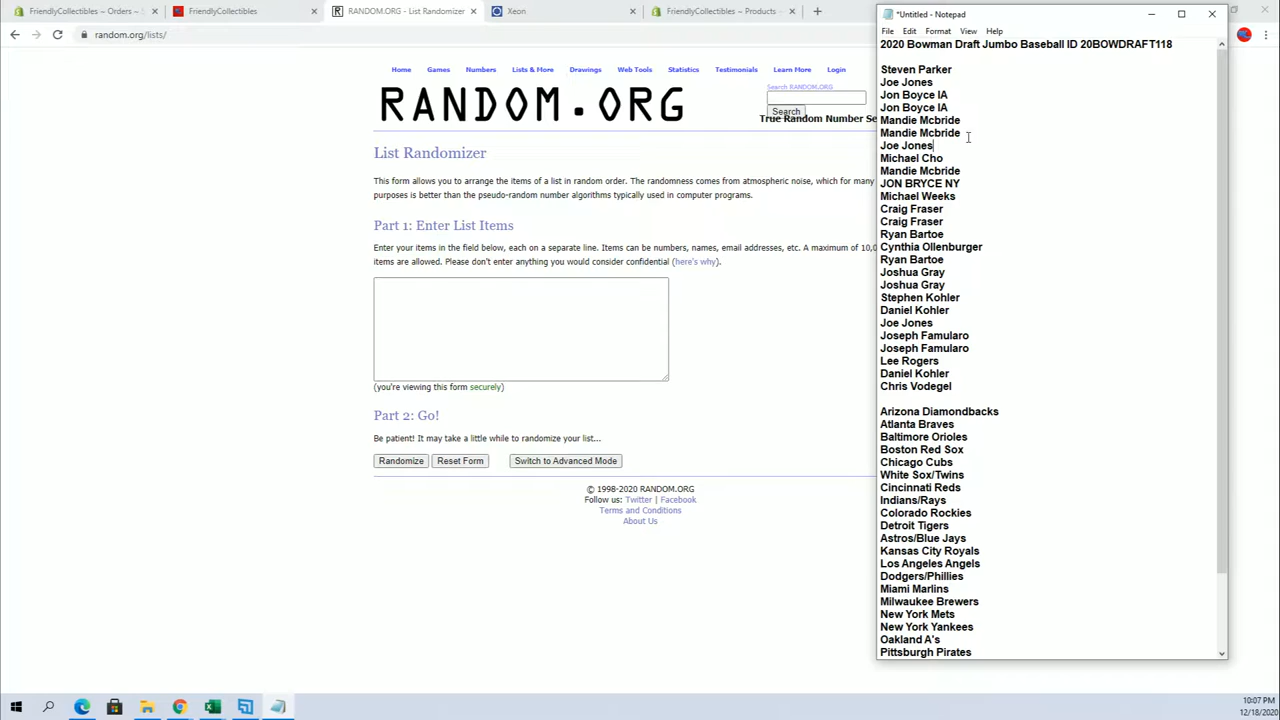 FriendlyCollectibles ~ Orders ~ S
FriendlyCollectibles
RANDOM.ORG - List Randomizer
Xeon
FriendlyCollectibles ~ Products ~
random.org/lists/
Home
Games
Numbers
Lists & More
Drawings
Web Tools
Statistics
Testimonials
Learn More
Login
RANDOM.ORG
Search RANDOM.ORG
Search
True Random Number Se
List Randomizer
This form allows you to arrange the items of a list in random order. The randomness comes from atmospheric noise, which for many
purposes is better than the pseudo-random number algorithms typically used in computer programs.
Part 1: Enter List Items
Enter your items in the field below, each on a separate line. Items can be numbers, names, email addresses, etc. A maximum of 10,0
items are allowed. Please don't enter anything you would consider confidential (here's why).
(you're viewing this form securely)
Part 2: Go!
Be patient! It may take a little while to randomize your list...
Randomize
Reset Form
Switch to Advanced Mode
© 1998-2020 RANDOM.ORG
Follow us: Twitter | Facebook
Terms and Conditions
About Us
*Untitled - Notepad
File Edit Format View Help
2020 Bowman Draft Jumbo Baseball ID 20BOWDRAFT118
Steven Parker
Joe Jones
Jon Boyce IA
Jon Boyce IA
Mandie Mcbride
Mandie Mcbride
Joe Jones
Michael Cho
Mandie Mcbride
JON BRYCE NY
Michael Weeks
Craig Fraser
Craig Fraser
Ryan Bartoe
Cynthia Ollenburger
Ryan Bartoe
Joshua Gray
Joshua Gray
Stephen Kohler
Daniel Kohler
Joe Jones
Joseph Famularo
Joseph Famularo
Lee Rogers
Daniel Kohler
Chris Vodegel
Arizona Diamondbacks
Atlanta Braves
Baltimore Orioles
Boston Red Sox
Chicago Cubs
White Sox/Twins
Cincinnati Reds
Indians/Rays
Colorado Rockies
Detroit Tigers
Astros/Blue Jays
Kansas City Royals
Los Angeles Angels
Dodgers/Phillies
Miami Marlins
Milwaukee Brewers
New York Mets
New York Yankees
Oakland A's
Pittsburgh Pirates
10:07 PM
12/18/2020